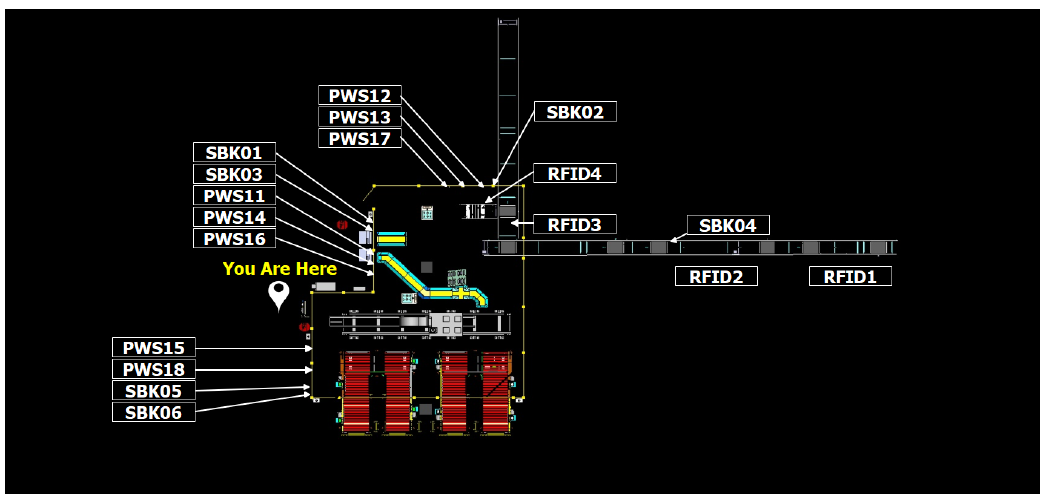 PWS12
PWS13
PWS17
SBK02
SBK01
SBK03
PWS11
PWS14
PWS16
RFID4
RFID3
SBK04
RFID2
RFID1
You Are Here
PWS15
PWS18
SBK05
SBK06